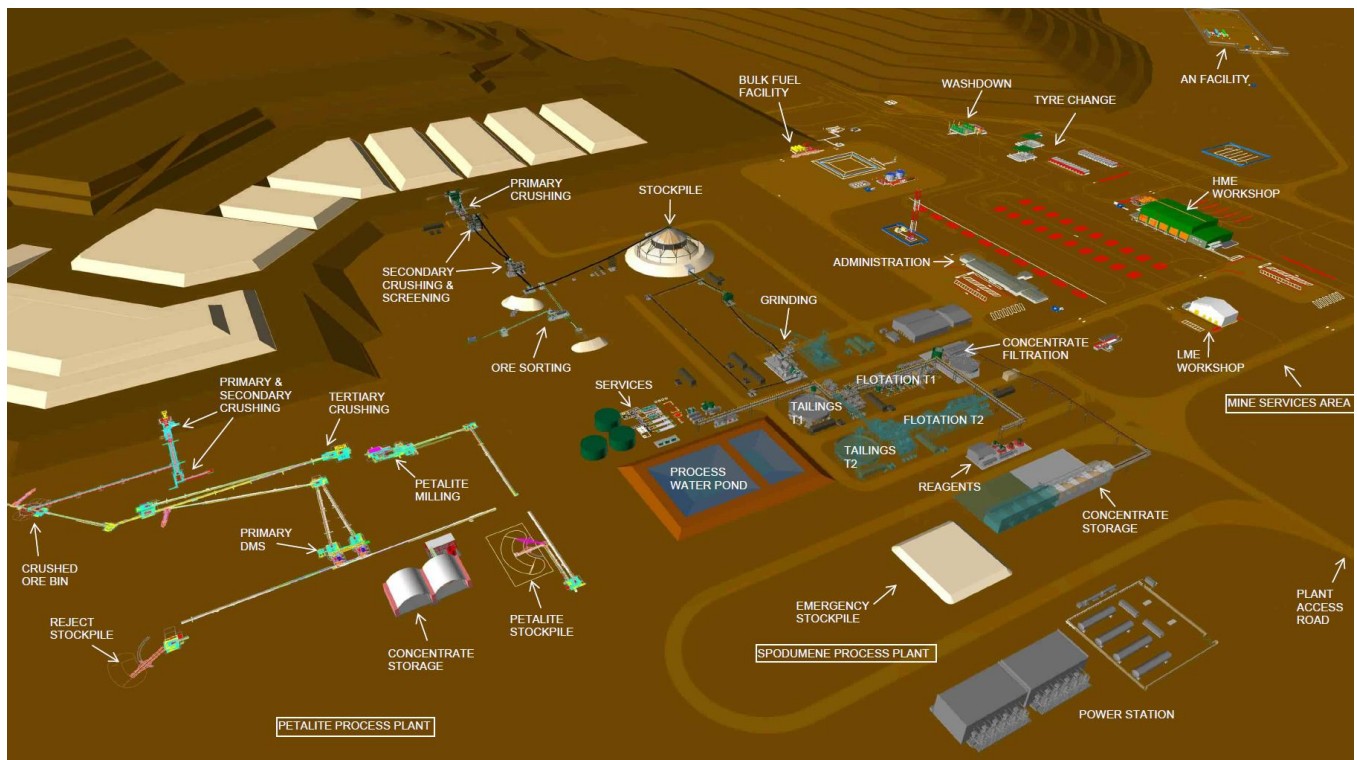 AN FACILITY
BULK FUEL
FACILITY
WASHDOWN
TYRE CHANGE
PRIMARY
CRUSHING
STOCKPILE
HME
WORKSHOP
SECONDARY
CRUSHING &
SCREENING
ADMINISTRATION
GRINDING
ORE SORTING
CONCENTRATE
FILTRATION
LME
WORKSHOP
PRIMARY &
SECONDARY
CRUSHING
TERTIARY
CRUSHING
SERVICES
FLOTATION T1
TAILINGS
T1
FLOTATION T2
MINE SERVICES AREA
TAILINGS
T2
PROCESS
WATER POND
REAGENTS
PETALITE
MILLING
CONCENTRATE
STORAGE
PRIMARY
DMS
CRUSHED
ORE BIN
PLANT
ACCESS
ROAD
EMERGENCY
STOCKPILE
REJECT
STOCKPILE
PETALITE
STOCKPILE
CONCENTRATE
STORAGE
SPODUMENE PROCESS PLANT
POWER STATION
PETALITE PROCESS PLANT